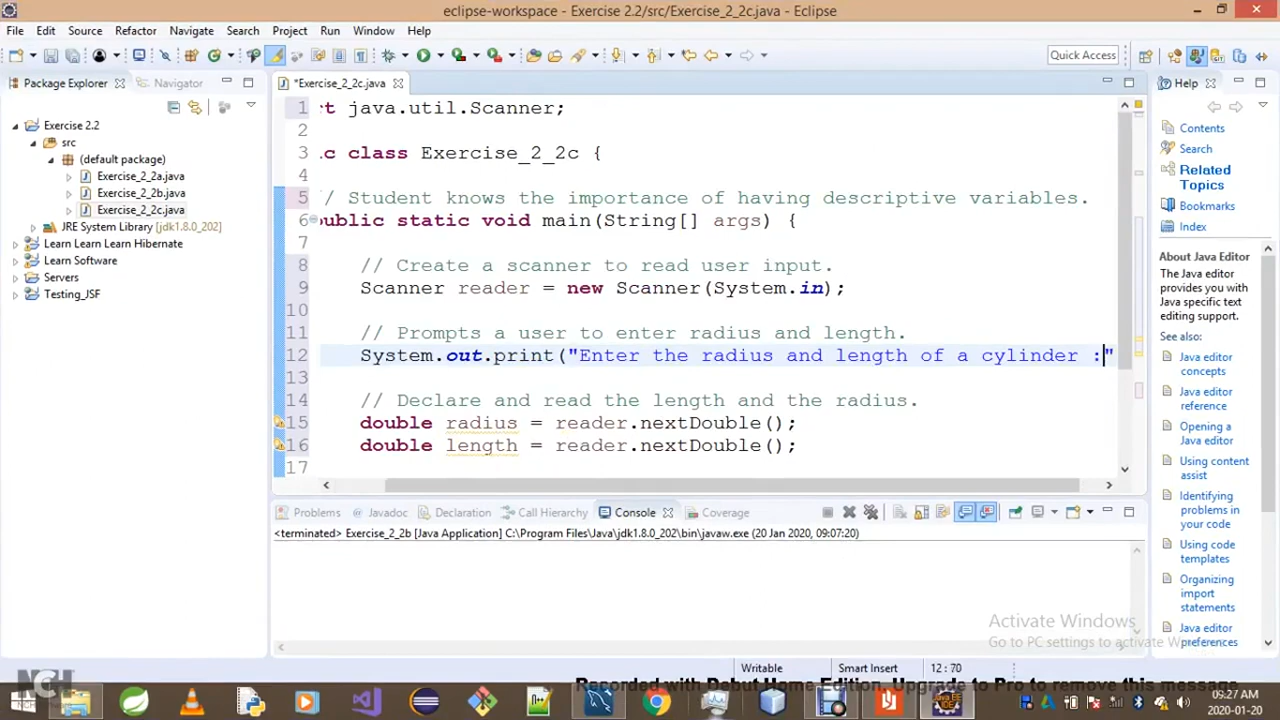 eclipse-workspace - Exercise 2.2/src/Exercise_2_2c.java - Eclipse
File Edit Source Refactor Navigate Search Project Run Window Help
Quick Access
Package Explorer Navigator
Exercise 2.2
src
(default package)
Exercise_2_2a.java
Exercise_2_2b.java
Exercise_2_2c.java
JRE System Library [jdk1.8.0_202]
Learn Learn Learn Hibernate
Learn Software
Servers
Testing_JSF
*Exercise_2_2c.java
1 t java.util.Scanner;
2
3 c class Exercise_2_2c {
4
5 / Student knows the importance of having descriptive variables.
6 public static void main(String[] args) {
7
8 // Create a scanner to read user input.
9 Scanner reader = new Scanner(System.in);
10
11 // Prompts a user to enter radius and length.
12 System.out.print("Enter the radius and length of a cylinder :"
13
14 // Declare and read the length and the radius.
15 double radius = reader.nextDouble();
16 double length = reader.nextDouble();
17
Problems Javadoc Declaration Call Hierarchy Console Coverage
<terminated> Exercise_2_2b [Java Application] C:\Program Files\Java\jdk1.8.0_202\bin\javaw.exe (20 Jan 2020, 09:07:20)
Help
Contents
Search
Related
Topics
Bookmarks
Index
About Java Editor
The Java editor
provides you with
Java specific text
editing support.
See also:
Java editor
concepts
Java editor
reference
Opening a
Java editor
Using content
assist
Identifying
problems in
your code
Using code
templates
Organizing
import
statements
Java editor
preferences
Activate Windows
Go to PC settings to activate Windows.
Writable Smart Insert 12 : 70
NCH
Recorded with Debut Home Edition. Upgrade to Pro to remove this message
09:27 AM
2020-01-20